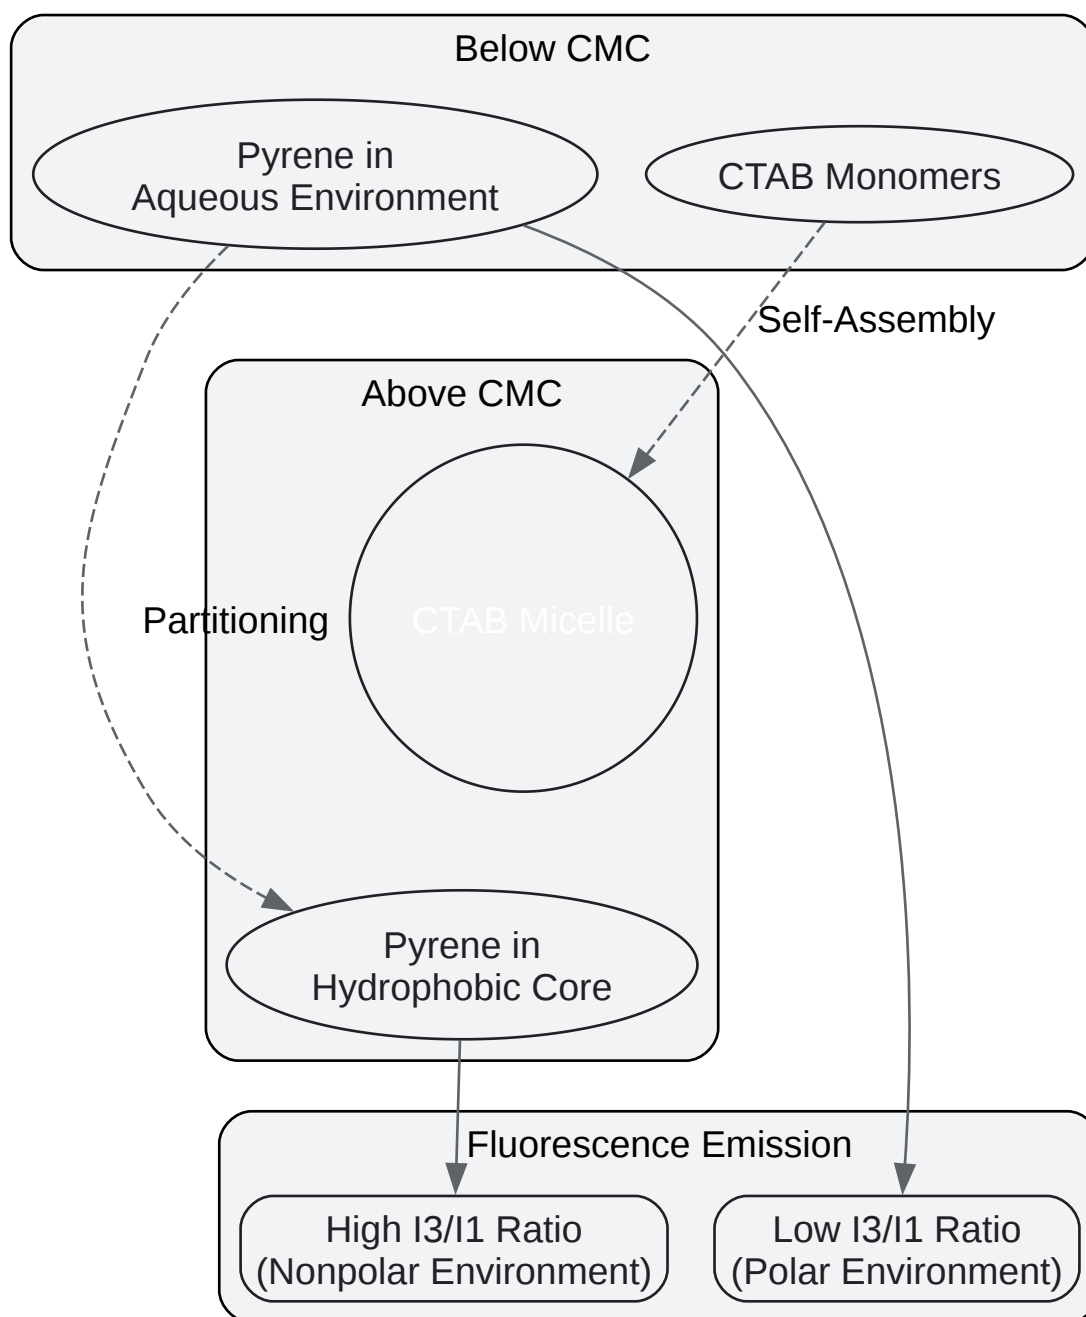 Below CMC
Pyrene in
Aqueous Environment
CTAB Monomers
Self-Assembly
Above CMC
Partitioning
CTAB Micelle
Pyrene in
Hydrophobic Core
Fluorescence Emission
High I3/I1 Ratio
(Nonpolar Environment)
Low I3/I1 Ratio
(Polar Environment)